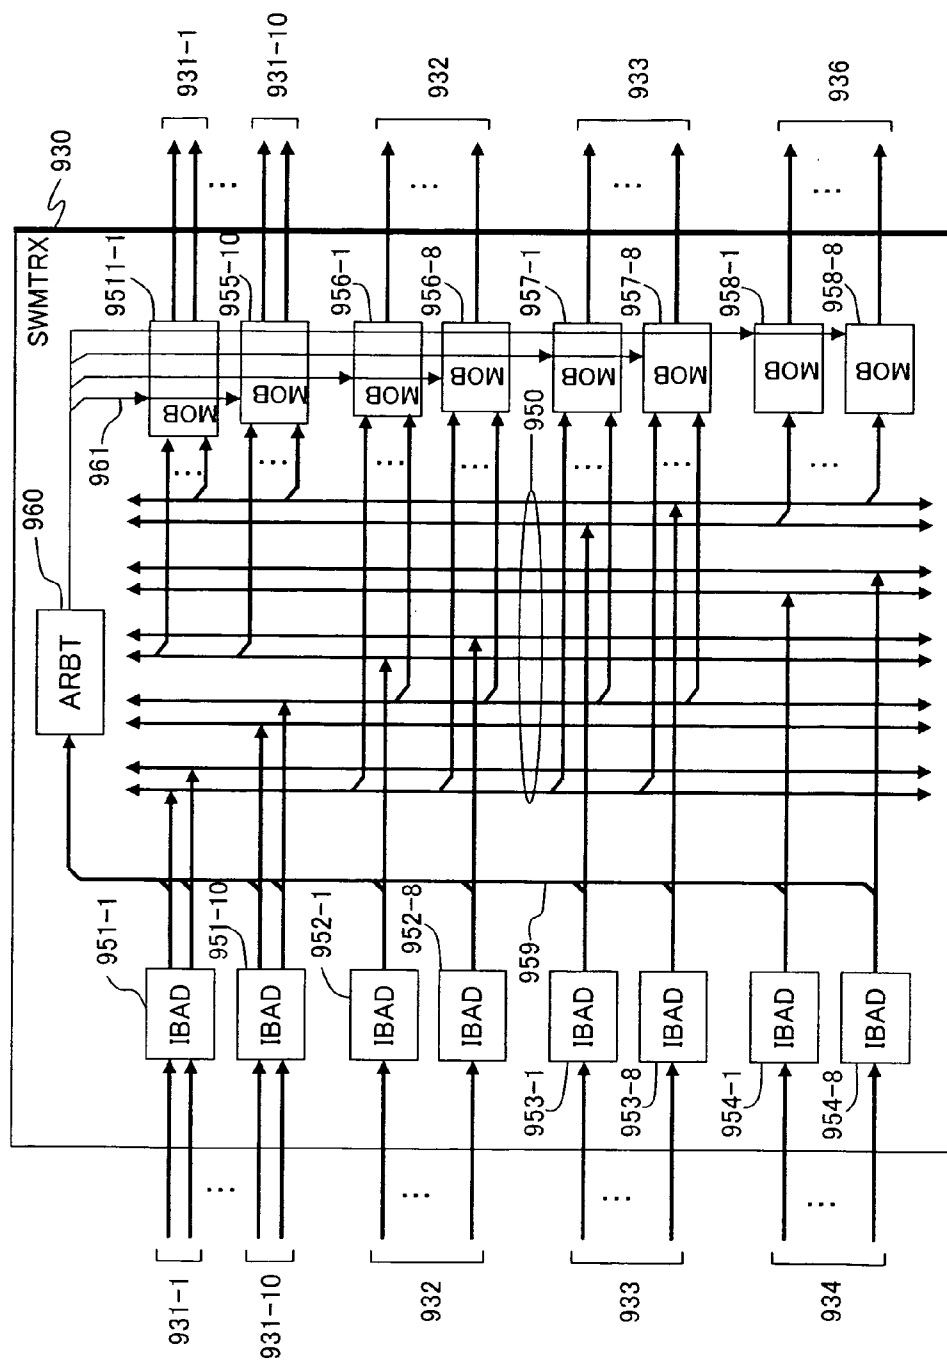 931-1
931-10
932
933
936
930
SWMTRX
9511-1
955-10
956-1
956-8
957-1
957-8
958-1
958-8
MOB
MOB
MOB
MOB
MOB
MOB
MOB
MOB
961
960
ARBT
950
959
951-1
951-10
952-1
952-8
IBAD
IBAD
IBAD
IBAD
IBAD
IBAD
IBAD
IBAD
953-1
953-8
954-1
954-8
931-1
931-10
932
933
934